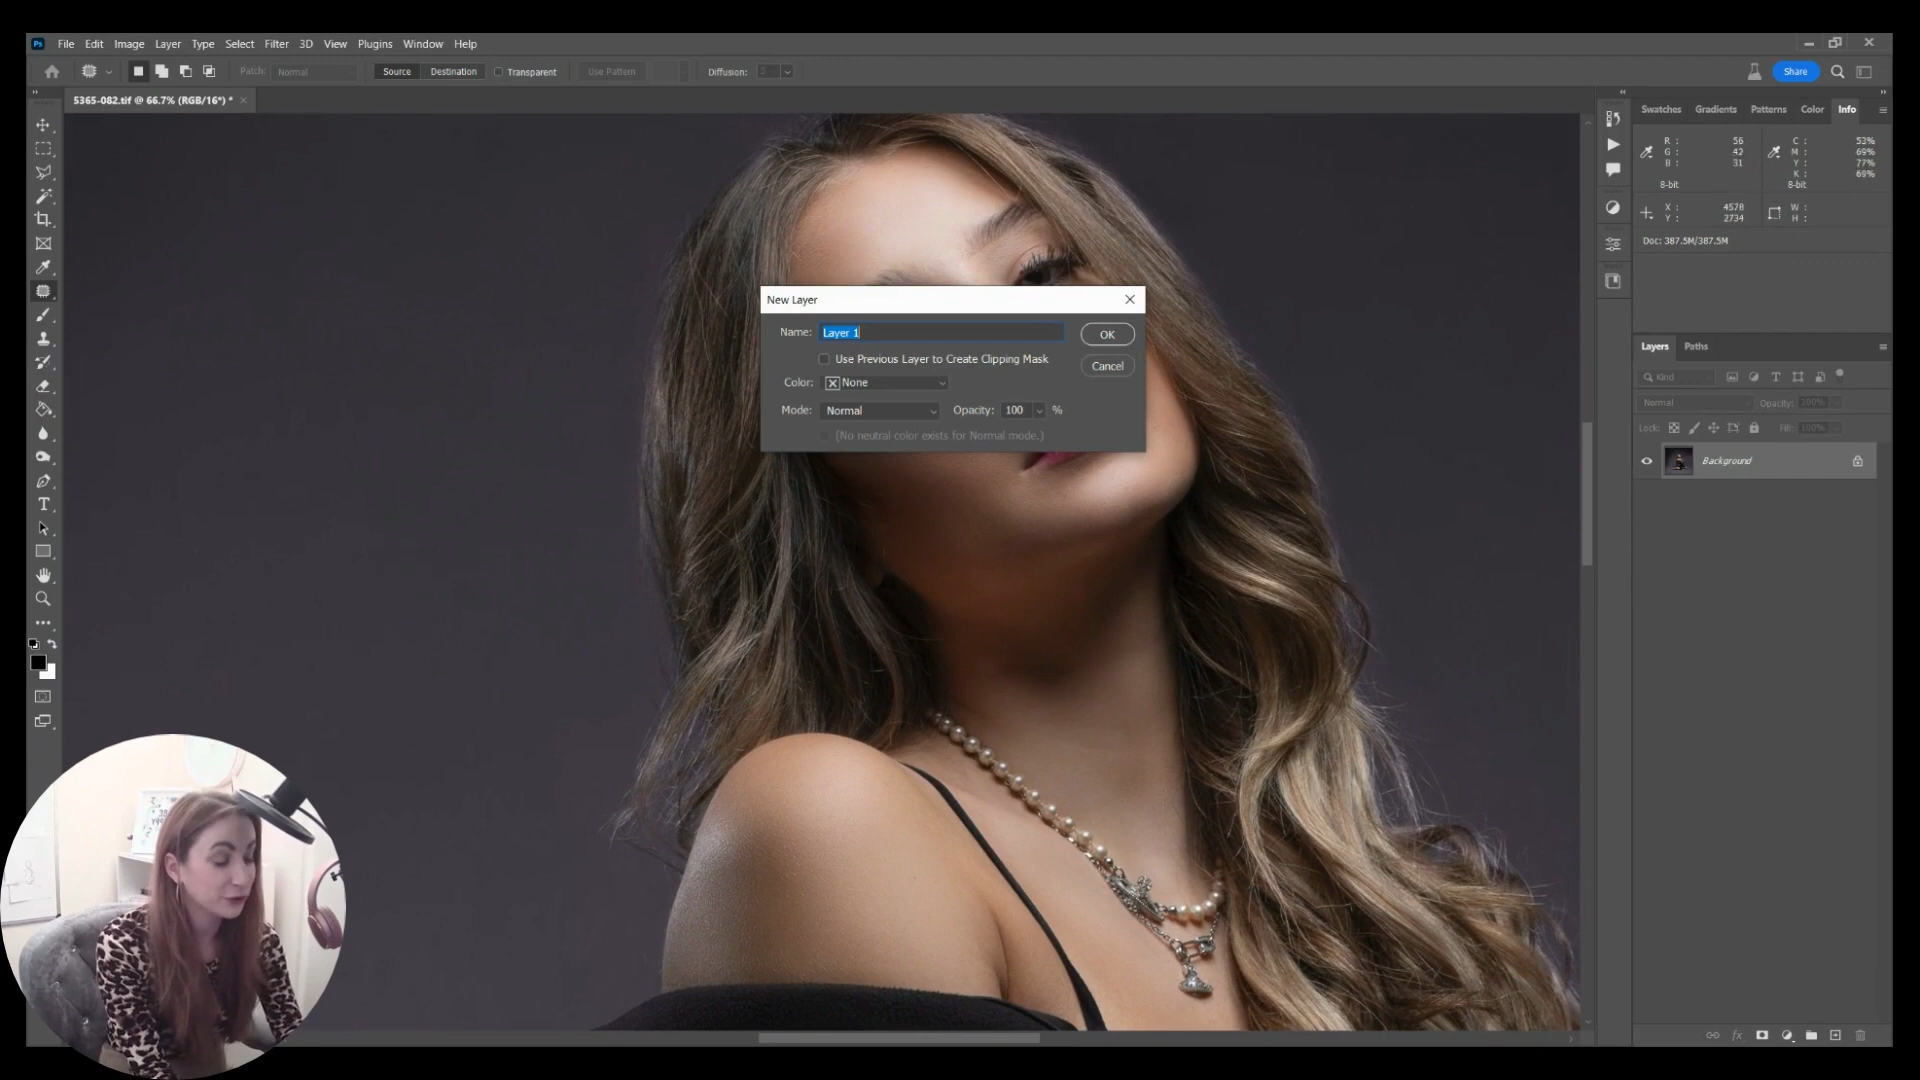 Ps File Edit Image Layer Type Select Filter 3D View Plugins Window Help
Patch: Normal Source Destination Transparent Use Pattern Diffusion: 5 Share
5365-082.tif @ 66.7% (RGB/16*) * ×
Swatches Gradients Patterns Color Info
R : 56 C : 53%
G : 42 M : 69%
B : 31 Y : 77%
K : 69%
8-bit 8-bit
X : 4578 W :
Y : 2734 H :
Doc: 387.5M/387.5M
New Layer
Name: Layer 1 OK
Use Previous Layer to Create Clipping Mask
Cancel
Color: None
Mode: Normal Opacity: 100 %
(No neutral color exists for Normal mode.)
Layers Paths
Kind
Normal Opacity: 100%
Lock: Fill: 100%
Background
fx